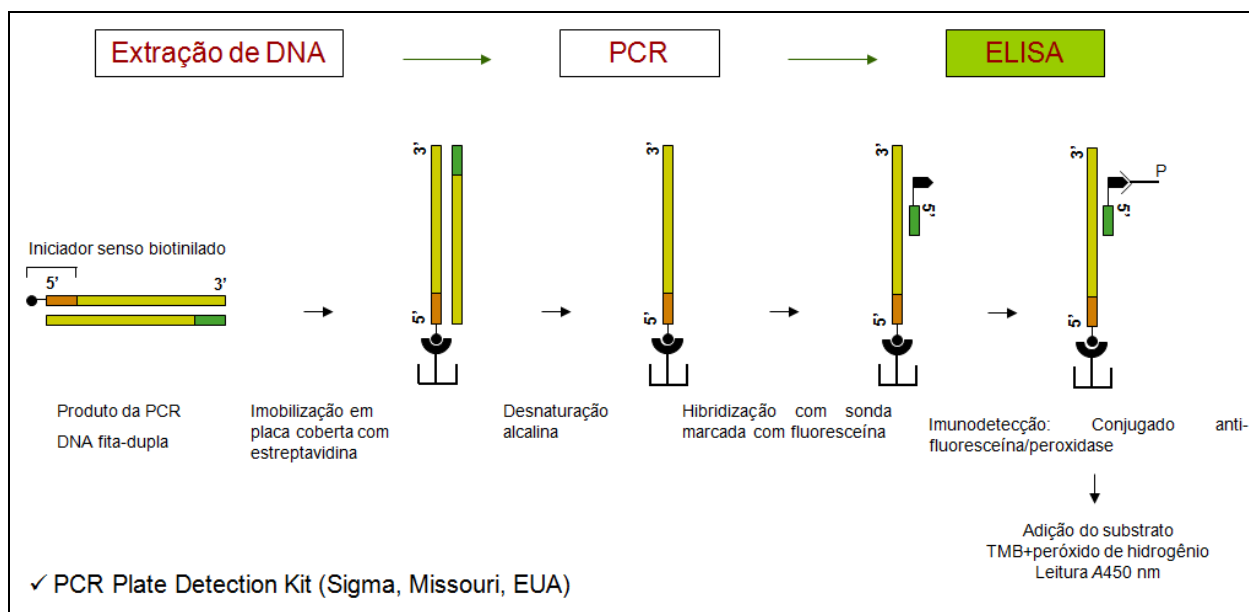 Extração de DNA
PCR
ELISA
3'
3'
3'
3'
P
5'
5'
Iniciador senso biotinilado
5'
3'
5'
5'
5'
5'
Produto da PCR
DNA fita-dupla
Imobilização em
placa coberta com
estreptavidina
Desnaturação
alcalina
Hibridização com sonda
marcada com fluoresceína
Imunodetecção: Conjugado anti-
fluoresceína/peroxidase
Adição do substrato
TMB+peróxido de hidrogênio
Leitura A450 nm
✓ PCR Plate Detection Kit (Sigma, Missouri, EUA)